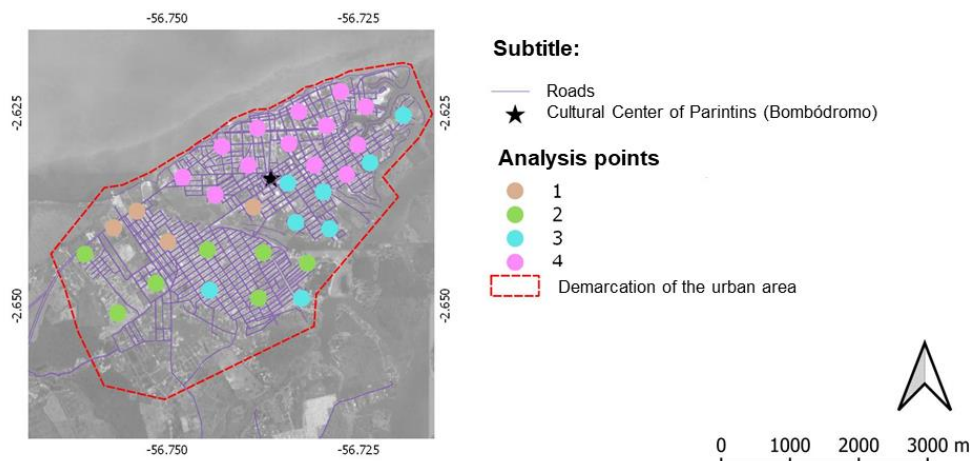 -56.750 -56.725
-2.625 -2.625
-2.650 -2.650
-56.750 -56.725
Subtitle:
Roads
Cultural Center of Parintins (Bombódromo)
Analysis points
1
2
3
4
Demarcation of the urban area
0 1000 2000 3000 m